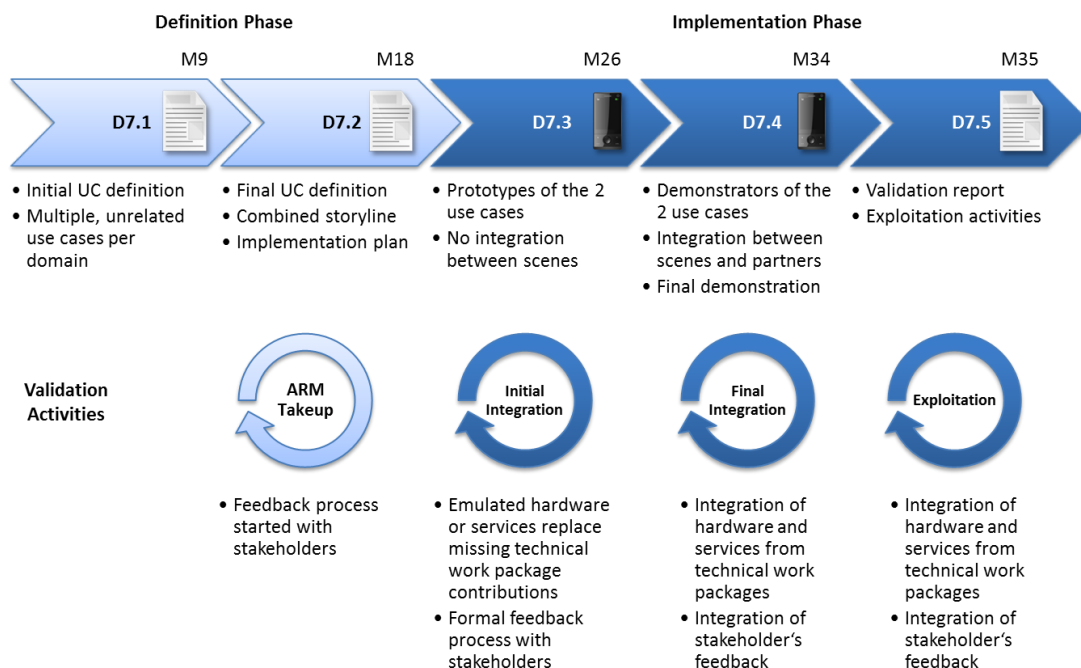 Definition Phase
Implementation Phase
M9
M18
M26
M34
M35
D7.1
D7.2
D7.3
D7.4
D7.5
• Initial UC definition
• Multiple, unrelated
use cases per
domain
• Final UC definition
• Combined storyline
• Implementation plan
• Prototypes of the 2
use cases
• No integration
between scenes
• Demonstrators of the
2 use cases
• Integration between
scenes and partners
• Final demonstration
• Validation report
• Exploitation activities
Validation
Activities
ARM
Takeup
Initial
Integration
Final
Integration
Exploitation
• Feedback process
started with
stakeholders
• Emulated hardware
or services replace
missing technical
work package
contributions
• Formal feedback
process with
stakeholders
• Integration of
hardware and
services from
technical work
packages
• Integration of
stakeholder‘s
feedback
• Integration of
hardware and
services from
technical work
packages
• Integration of
stakeholder‘s
feedback